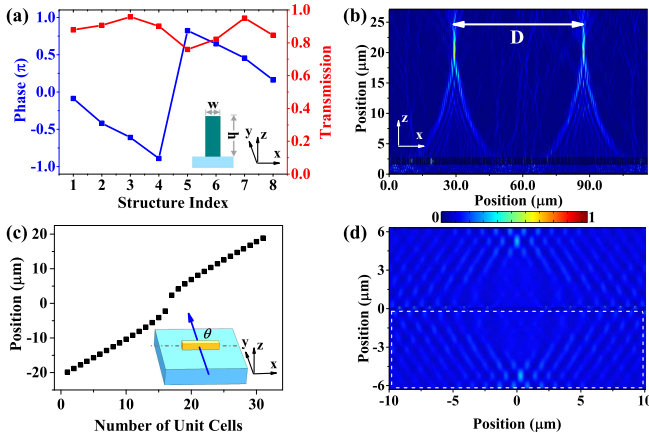 (a)
Phase (π)
1.0
0.5
0.0
-0.5
-1.0
1.0
0.8
0.6
0.4
0.2
0.0
Transmission
w
h
y
z
x
1 2 3 4 5 6 7 8
Structure Index
(b)
Position (μm)
25
20
15
10
5
D
z
x
0.0 30.0 60.0 90.0
Position (μm)
0 1
(c)
Position (μm)
20
10
0
-10
-20
θ
y
z
x
0 10 20 30
Number of Unit Cells
(d)
Position (μm)
6
3
0
-3
-6
-10 -5 0 5 10
Position (μm)